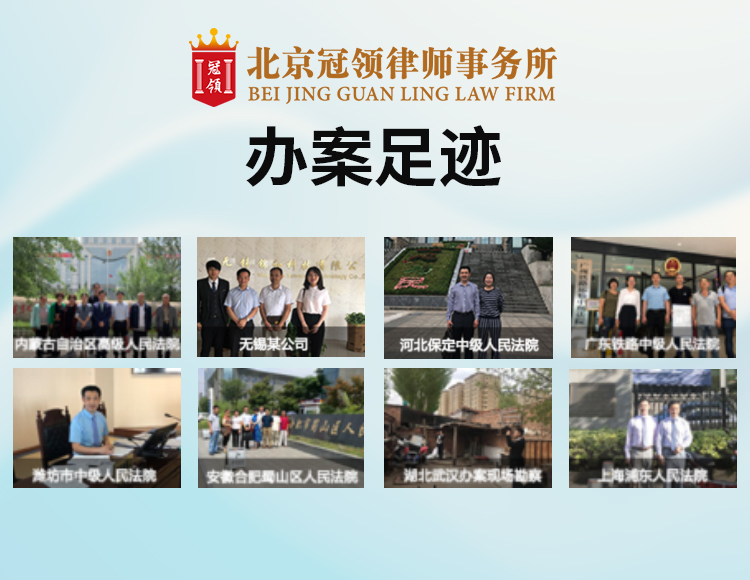 冠领
北京冠领律师事务所
BEI JING GUAN LING LAW FIRM
办案足迹
内蒙古自治区高级人民法院
无锡某公司
河北保定中级人民法院
广东铁路中级人民法院
潍坊市中级人民法院
安徽合肥蜀山区人民法院
湖北武汉办案现场勘察
上海浦东人民法院